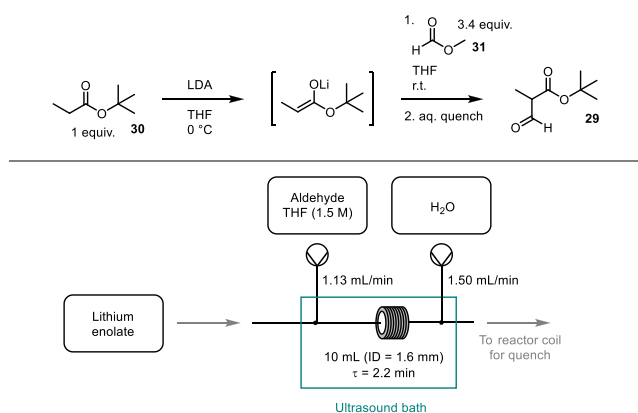 O
O
1 equiv.
30
LDA
THF
0 °C
OLi
O
1.
O
H
O
3.4 equiv.
31
THF
r.t.
2. aq. quench
O
O
O
H
29
Aldehyde
THF (1.5 M)
H₂O
1.13 mL/min
1.50 mL/min
Lithium
enolate
10 mL (ID = 1.6 mm)
τ = 2.2 min
To reactor coil
for quench
Ultrasound bath